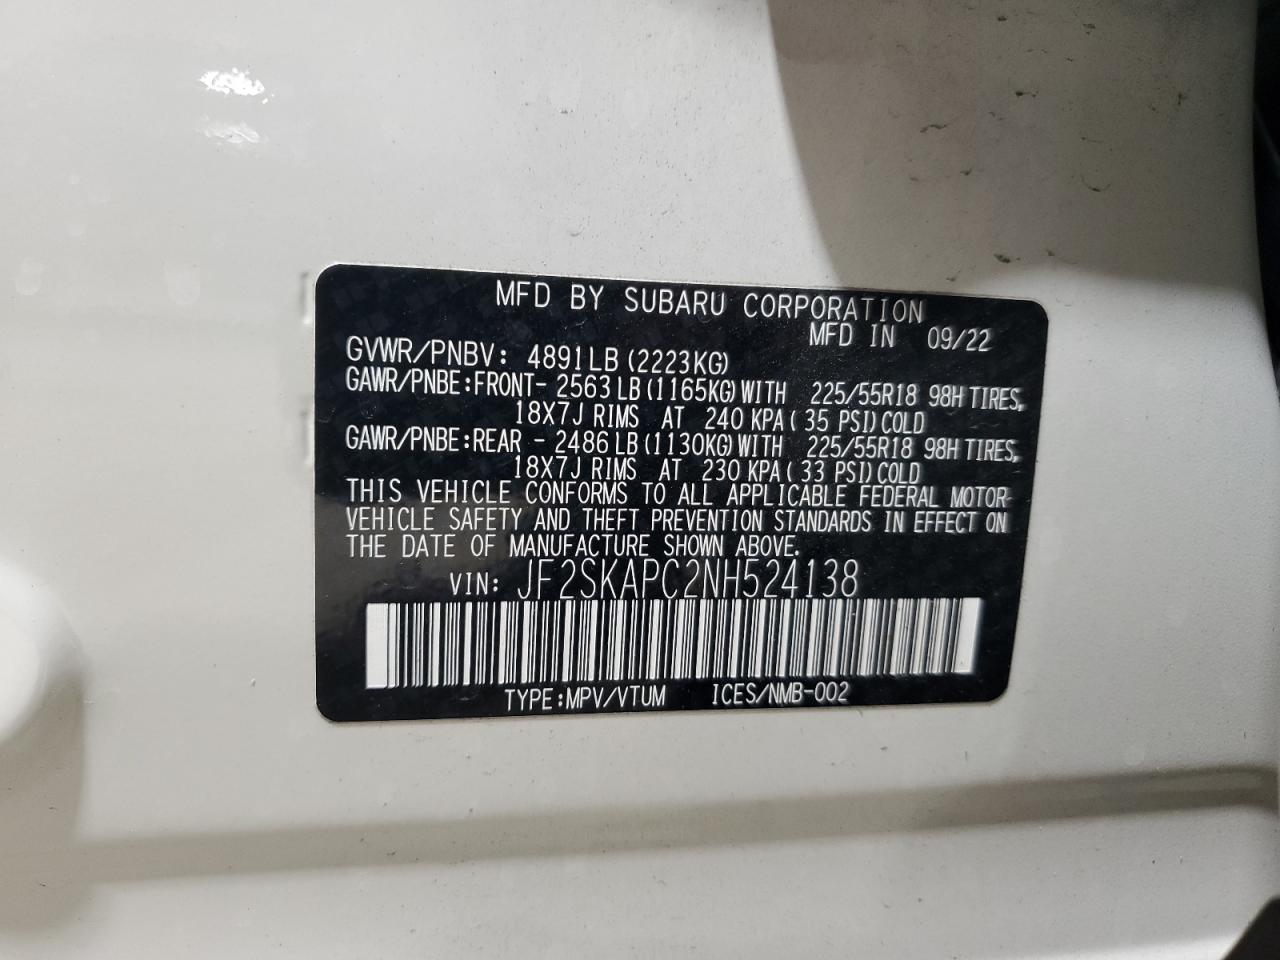 MFD BY SUBARU CORPORATION
MFD IN 09/22
GVWR/PNBV: 4891LB (2223KG)
GAWR/PNBE:FRONT- 2563LB (1165KG) WITH 225/55R18 98H TIRES,
18X7J RIMS AT 240 KPA( 35 PSI) COLD
GAWR/PNBE:REAR - 2486LB (1130KG) WITH 225/55R18 98H TIRES,
18X7J RIMS AT 230 KPA( 33 PSI) COLD
THIS VEHICLE CONFORMS TO ALL APPLICABLE FEDERAL MOTOR-
VEHICLE SAFETY AND THEFT PREVENTION STANDARDS IN EFFECT ON
THE DATE OF MANUFACTURE SHOWN ABOVE.
VIN: JF2SKAPC2NH524138
TYPE:MPV/VTUM ICES/NMB-002